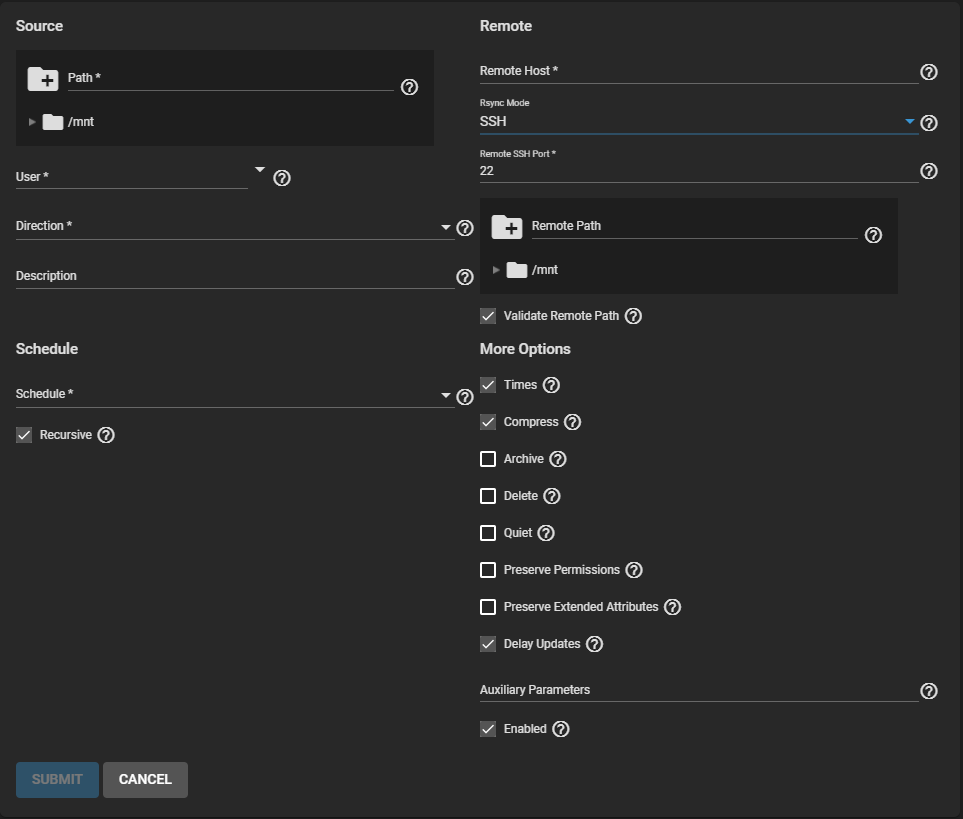 Source
Path *
/mnt
User *
Direction *
Description
Remote
Remote Host *
Rsync Mode
SSH
Remote SSH Port *
22
Remote Path
/mnt
Validate Remote Path
Schedule
Schedule *
Recursive
More Options
Times
Compress
Archive
Delete
Quiet
Preserve Permissions
Preserve Extended Attributes
Delay Updates
Auxiliary Parameters
Enabled
SUBMIT
CANCEL